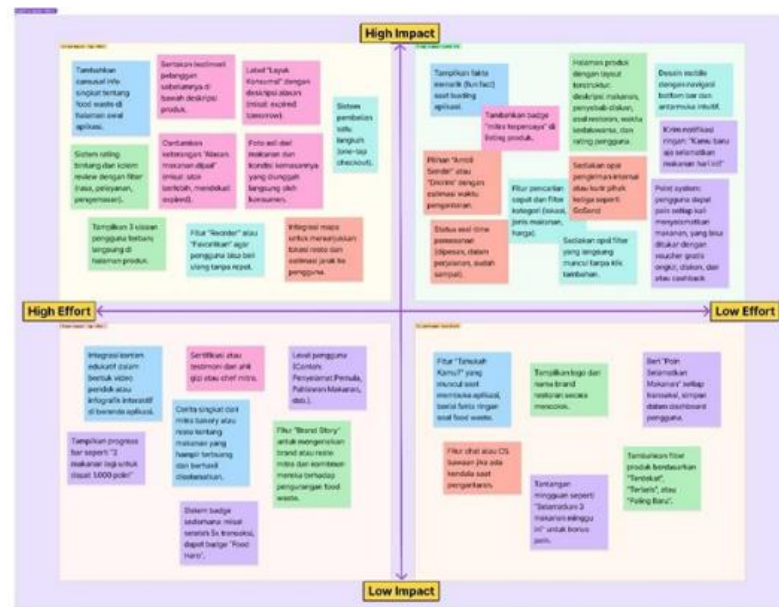 High Impact
Tambahkan
carousel info
singkat tentang
food waste di
halaman awal
aplikasi.
Sertakan testimoni
pelanggan
sebelumnya di
bawah deskripsi
produk.
Label "Layak
Konsumsi" dengan
deskripsi alasan
(misal: expired
tomorrow).
Sistem
pembelian
satu
langkah
(one-tap
checkout).
Sistem rating
bintang dan kolom
review dengan filter
(rasa, pelayanan,
pengemasan).
Cantumkan
keterangan "Alasan
makanan dijual"
(misal: stok
berlebih, mendekati
expired).
Foto asli dari
makanan dan
kondisi kemasannya
yang diunggah
langsung oleh
konsumen.
Tampilkan 3 ulasan
pengguna terbaru
langsung di
halaman produk.
Fitur "Reorder" atau
"Favoritkan" agar
pengguna bisa beli
ulang tanpa repot.
Integrasi maps
untuk menunjukkan
lokasi resto dan
estimasi jarak ke
pengguna.
Tampilkan fakta
menarik (fun fact)
saat loading
aplikasi.
Tambahkan badge
"mitra terpercaya" di
listing produk.
Halaman produk
dengan layout
terstruktur:
deskripsi makanan,
penyebab diskon,
asal restoran, waktu
kedaluwarsa, dan
rating pengguna.
Desain mobile
dengan navigasi
bottom bar dan
antarmuka intuitif.
Kirim notifikasi
ringan: "Kamu baru
aja selamatkan
makanan hari ini!"
Pilihan "Ambil
Sendiri" atau
"Dikirim" dengan
estimasi waktu
pengantaran.
Fitur pencarian
cepat dan filter
kategori (lokasi,
jenis makanan,
harga).
Sediakan opsi
pengiriman internal
atau kurir pihak
ketiga seperti
GoSend
Point system:
pengguna dapat
poin setiap kali
menyelamatkan
makanan, yang bisa
ditukar dengan
voucher gratis
ongkir, diskon, dan
atau cashback
Status real-time
pemesanan
(dipesan, dalam
perjalanan, sudah
sampai).
Sediakan opsi filter
yang langsung
muncul tanpa klik
tambahan.
High Effort
Low Effort
Integrasi konten
edukatif dalam
bentuk video
pendek atau
infografis interaktif
di beranda aplikasi.
Sertifikasi atau
testimoni dari ahli
gizi atau chef mitra.
Level pengguna
(Contoh:
Penyelamat Pemula,
Pahlawan Makanan,
dsb.).
Tampilkan progress
bar seperti "2
makanan lagi untuk
dapat 1000 poin!"
Cerita singkat dari
mitra bakery atau
resto tentang
makanan yang
hampir terbuang
dan berhasil
diselamatkan.
Fitur "Brand Story"
untuk mengenalkan
brand atau resto
mitra dan komitmen
mereka terhadap
pengurangan food
waste.
Sistem badge
sederhana: misal
setelah 5x transaksi,
dapat badge "Food
Hero".
Fitur "Tahukah
Kamu?" yang
muncul saat
membuka aplikasi,
berisi fakta ringan
soal food waste.
Tampilkan logo dan
nama brand
restoran secara
mencolok.
Beri "Poin
Selamatkan
Makanan" setiap
transaksi, simpan
dalam dashboard
pengguna.
Fitur chat atau CS
bawaan jika ada
kendala saat
pengantaran.
Tantangan
mingguan seperti
"Selamatkan 3
makanan minggu
ini" untuk bonus
poin.
Tambahkan filter
produk berdasarkan
"Terdekat",
"Terlaris", atau
"Paling Baru".
Low Impact